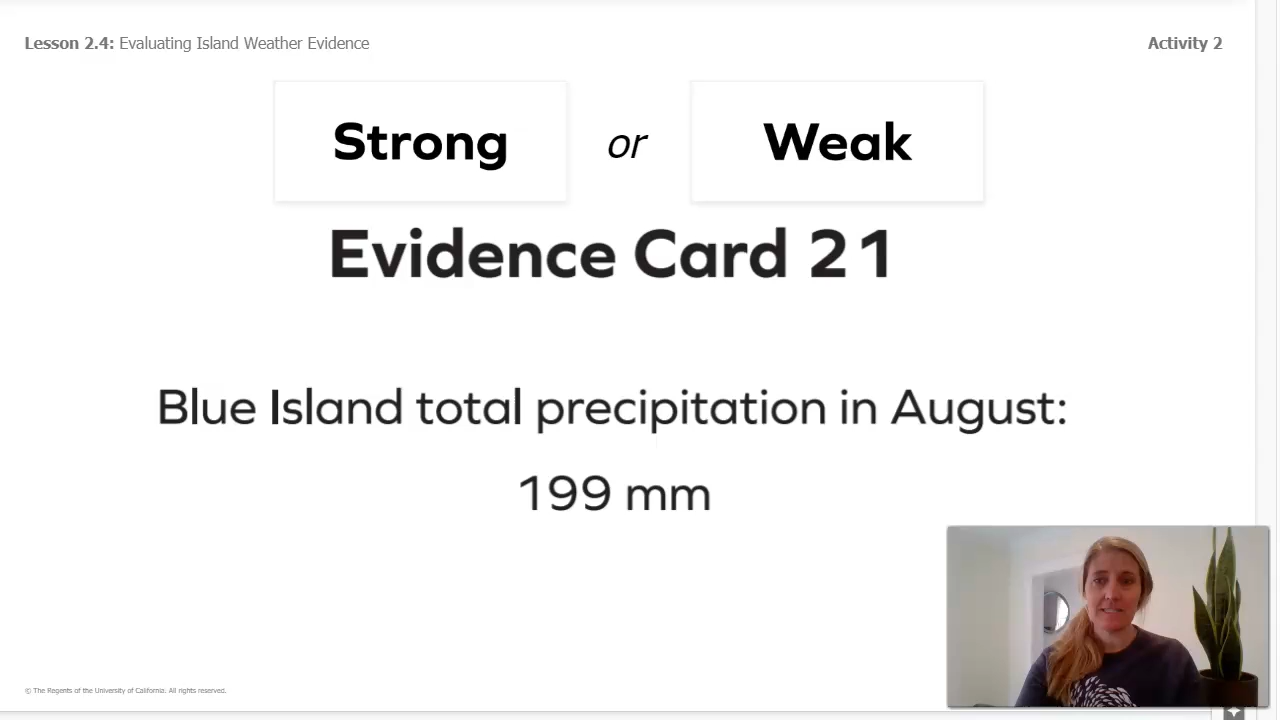 Lesson 2.4: Evaluating Island Weather Evidence
Activity 2
Strong or Weak
Evidence Card 21
Blue Island total precipitation in August:
199 mm
© The Regents of the University of California. All rights reserved.